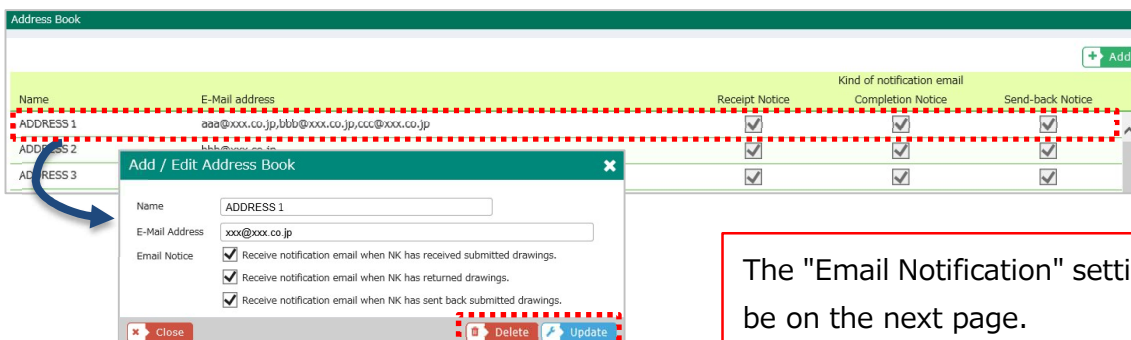 Address Book
Add
Kind of notification email
Name E-Mail address Receipt Notice Completion Notice Send-back Notice
ADDRESS 1 aaa@xxx.co.jp,bbb@xxx.co.jp,ccc@xxx.co.jp
ADDRESS 2 bbb@xxx.co.jp
ADDRESS 3
Add / Edit Address Book
Name ADDRESS 1
E-Mail Address xxx@xxx.co.jp
Email Notice Receive notification email when NK has received submitted drawings.
Receive notification email when NK has returned drawings.
Receive notification email when NK has sent back submitted drawings.
Close Delete Update
The "Email Notification"
be on the next page.